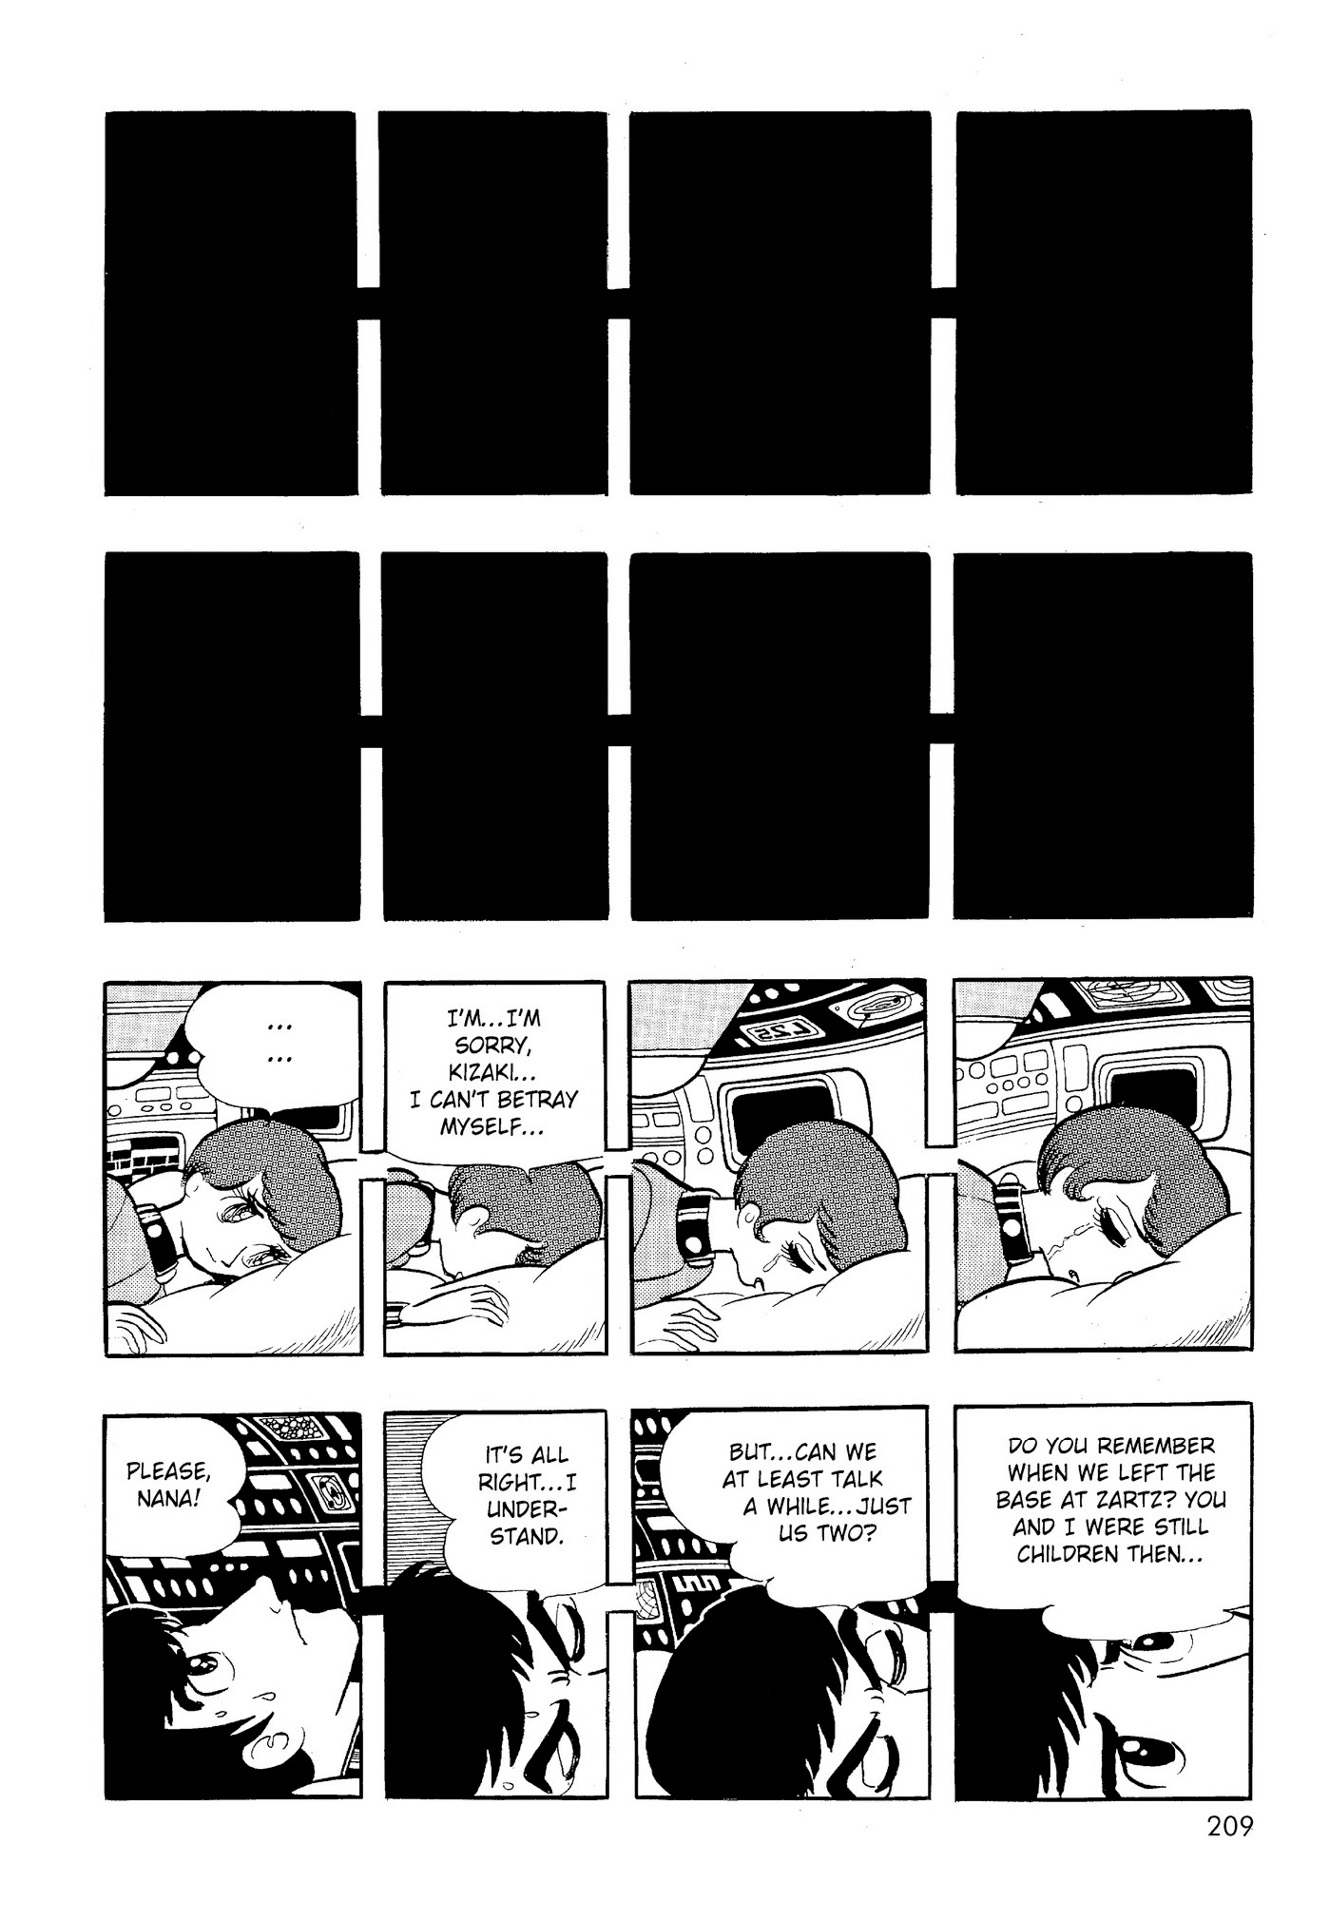 ...
...
PLEASE,
NANA!
I'M...I'M
SORRY,
KIZAKI...
I CAN'T BETRAY
MYSELF...
IT'S ALL
RIGHT...I
UNDER-
STAND.
BUT...CAN WE
AT LEAST TALK
A WHILE...JUST
US TWO?
DO YOU REMEMBER
WHEN WE LEFT THE
BASE AT ZARTZ? YOU
AND I WERE STILL
CHILDREN THEN...
209